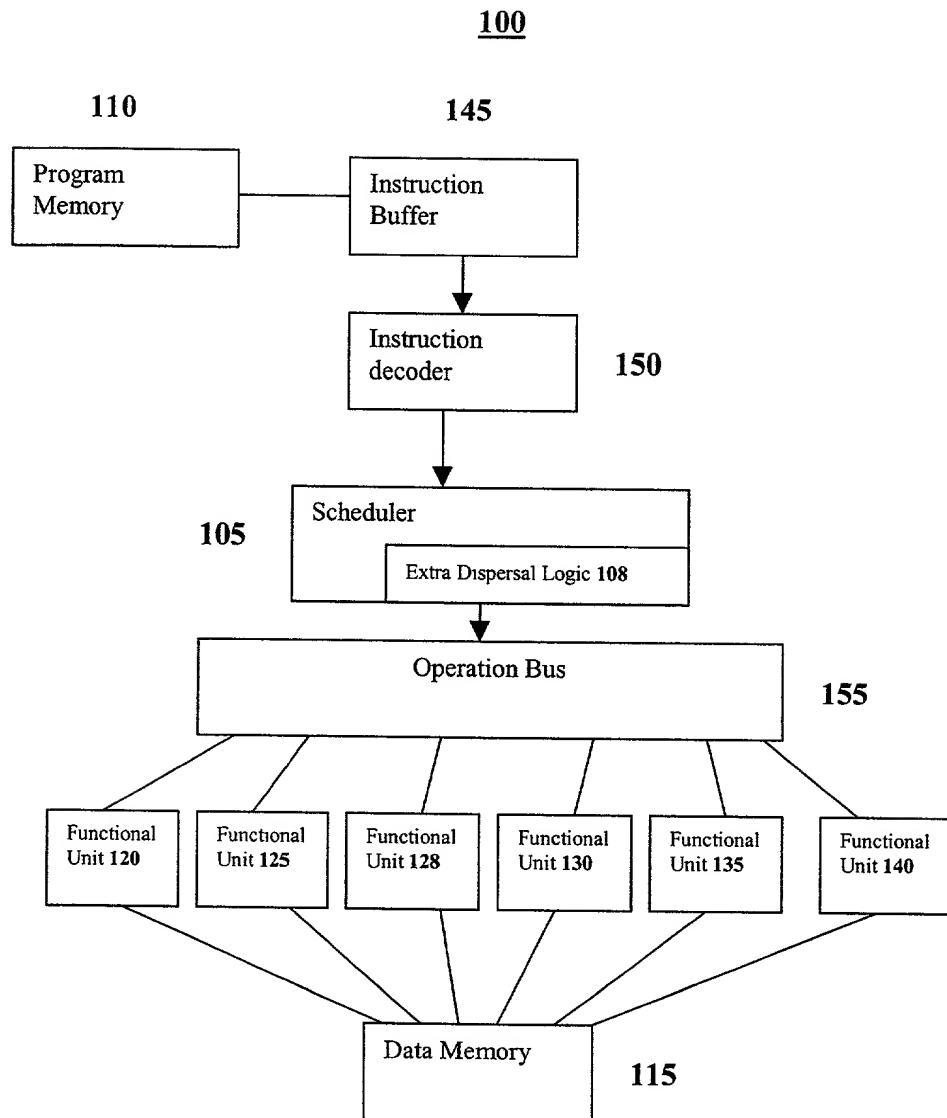 100
110
145
Program
Memory
Instruction
Buffer
Instruction
decoder
150
105
Scheduler
Extra Dispersal Logic 108
Operation Bus
155
Functional
Unit 120
Functional
Unit 125
Functional
Unit 128
Functional
Unit 130
Functional
Unit 135
Functional
Unit 140
Data Memory
115